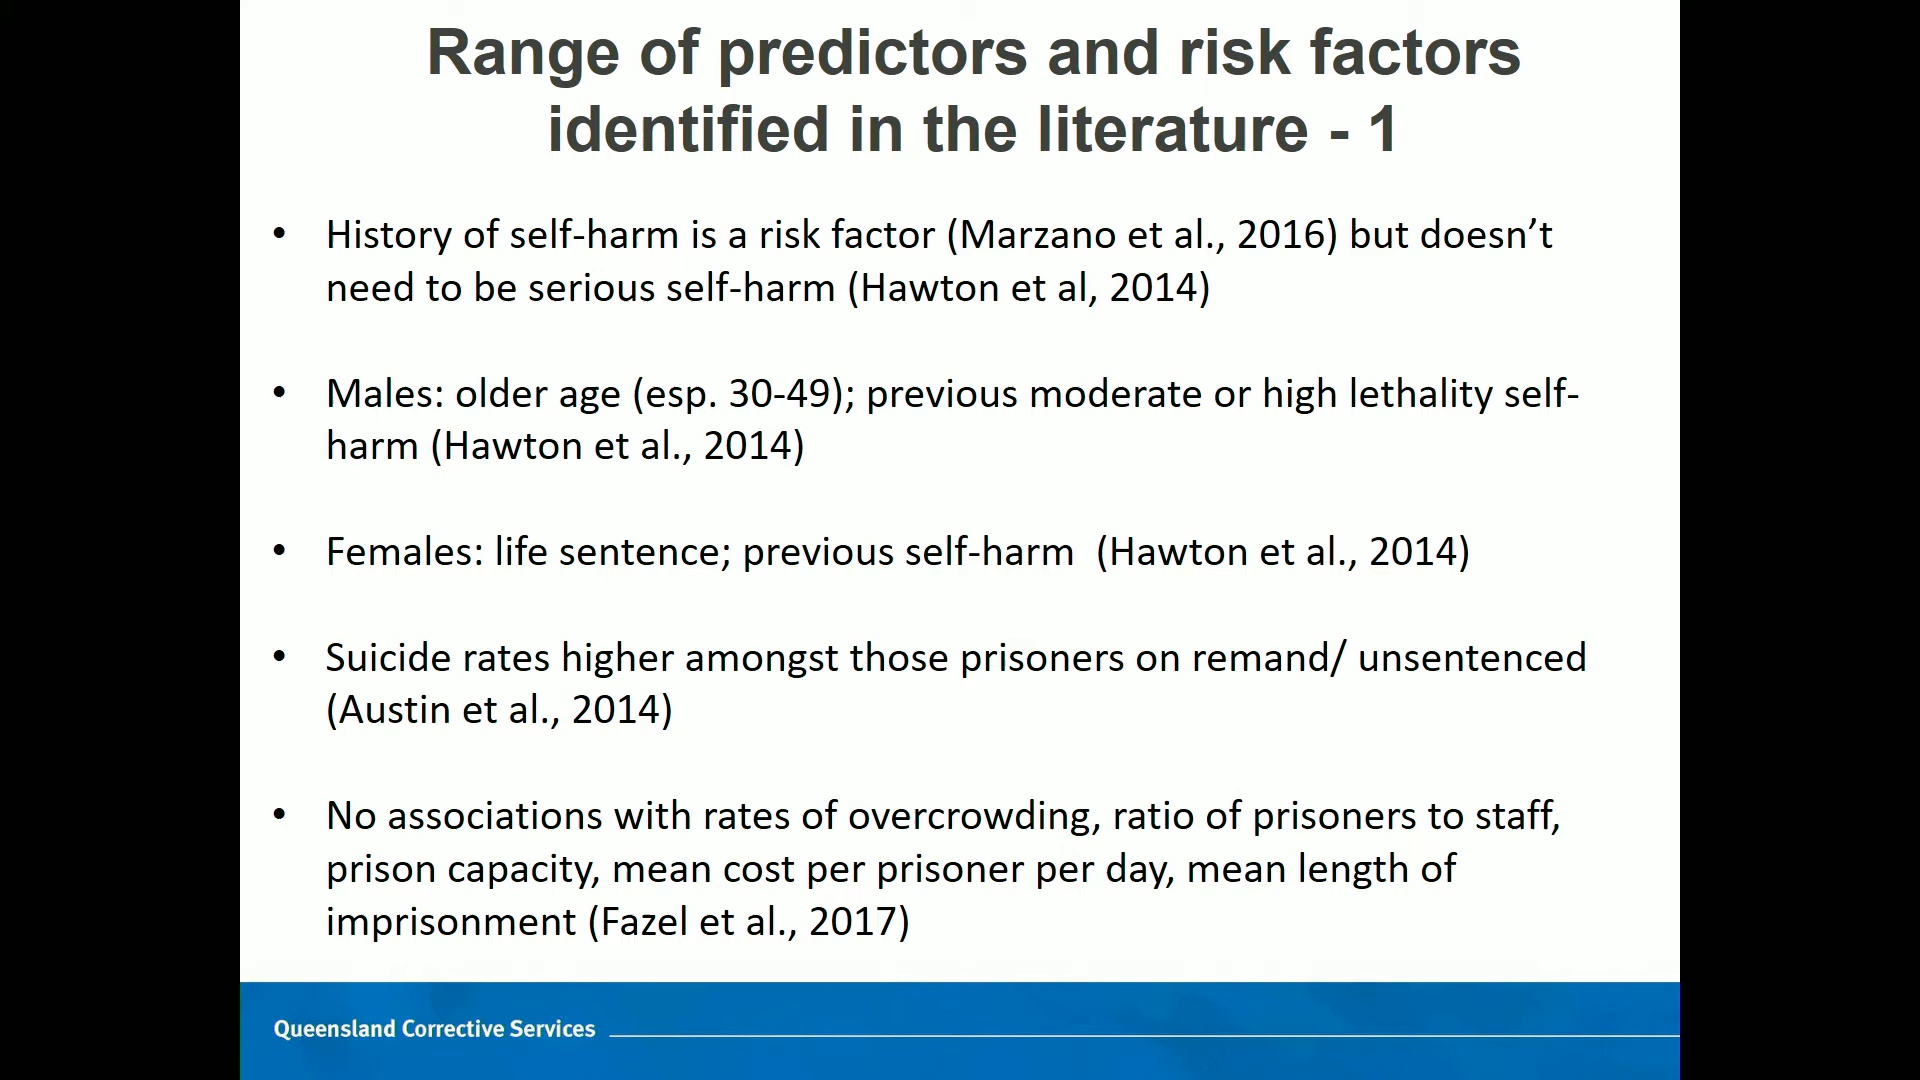 Range of predictors and risk factors
identified in the literature - 1
• History of self-harm is a risk factor (Marzano et al., 2016) but doesn’t
need to be serious self-harm (Hawton et al, 2014)
• Males: older age (esp. 30-49); previous moderate or high lethality self-
harm (Hawton et al., 2014)
• Females: life sentence; previous self-harm  (Hawton et al., 2014)
• Suicide rates higher amongst those prisoners on remand/ unsentenced
(Austin et al., 2014)
• No associations with rates of overcrowding, ratio of prisoners to staff,
prison capacity, mean cost per prisoner per day, mean length of
imprisonment (Fazel et al., 2017)
Queensland Corrective Services